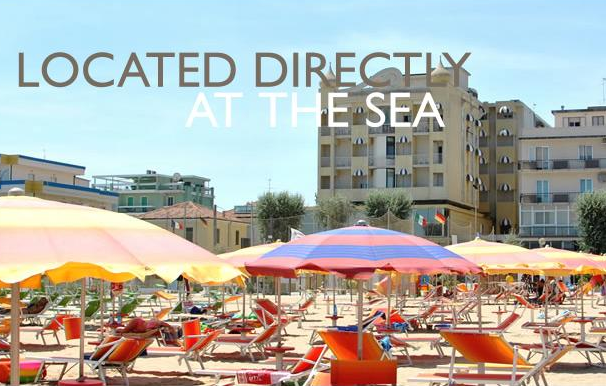 LOCATED DIRECTLY
AT THE SEA